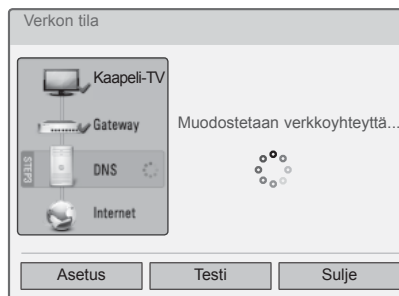 Verkon tila
Kaapeli-TV
Gateway
Muodostetaan verkkoyhteyttä...
STEP3
DNS
Internet
Asetus
Testi
Sulje